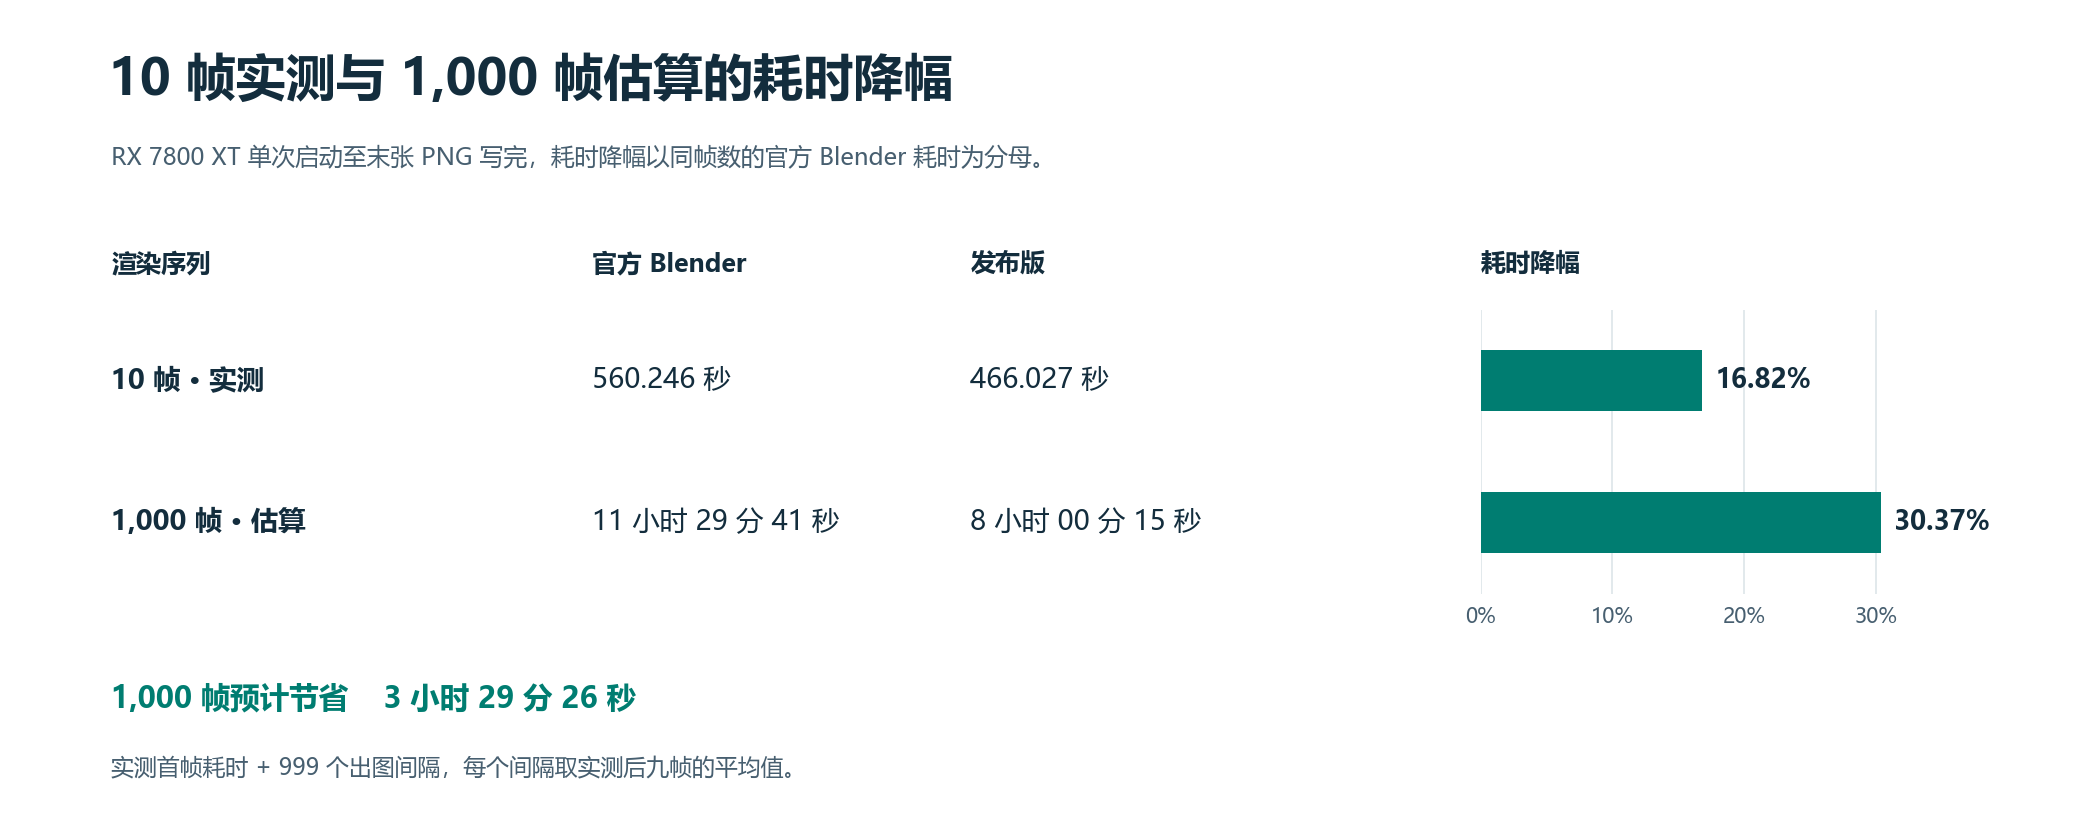 10 帧实测与 1,000 帧估算的耗时降幅
RX 7800 XT 单次启动至末张 PNG 写完，耗时降幅以同帧数的官方 Blender 耗时为分母。
渲染序列 官方 Blender 发布版 耗时降幅
10 帧 • 实测 560.246 秒 466.027 秒 16.82%
1,000 帧 • 估算 11 小时 29 分 41 秒 8 小时 00 分 15 秒 30.37%
0% 10% 20% 30%
1,000 帧预计节省 3 小时 29 分 26 秒
实测首帧耗时 + 999 个出图间隔，每个间隔取实测后九帧的平均值。